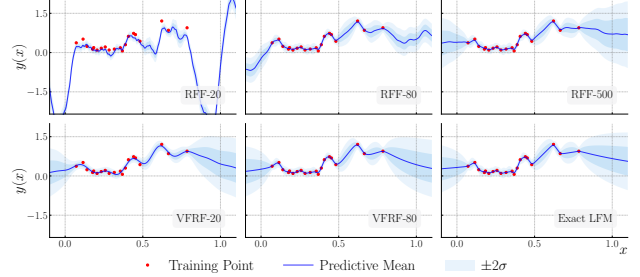 y(x)
1.5
0.0
−1.5
RFF-20
RFF-80
RFF-500
y(x)
1.5
0.0
−1.5
VFRF-20
VFRF-80
Exact LFM
0.0 0.5 1.0 0.0 0.5 1.0 0.0 0.5 1.0 x
Training Point Predictive Mean ±2σ